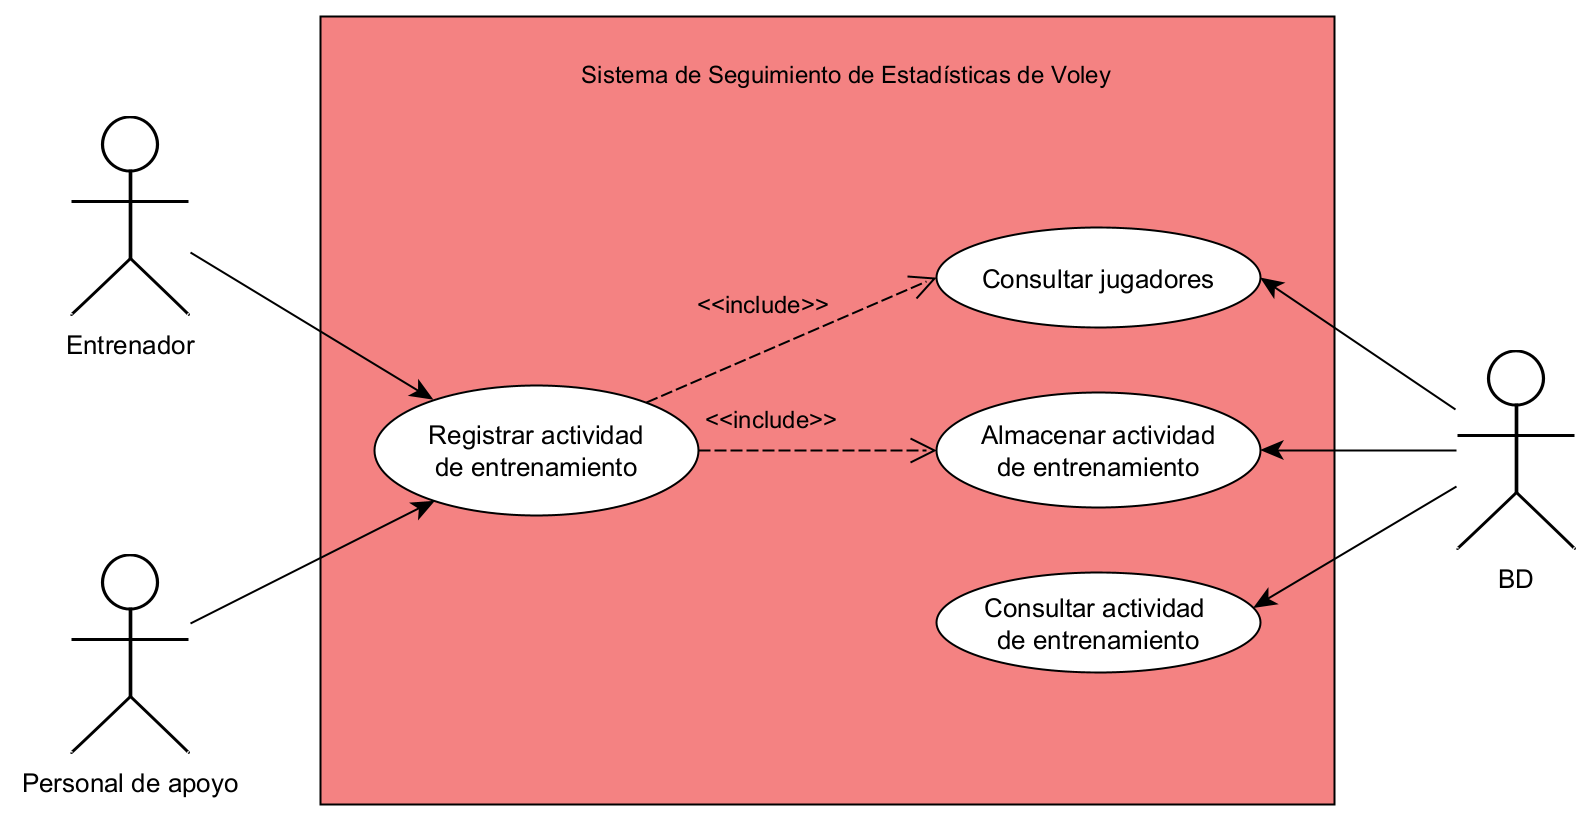 Sistema de Seguimiento de Estadísticas de Voley
Entrenador
<<include>>
Consultar jugadores
<<include>>
Registrar actividad
de entrenamiento
Almacenar actividad
de entrenamiento
BD
Consultar actividad
de entrenamiento
Personal de apoyo